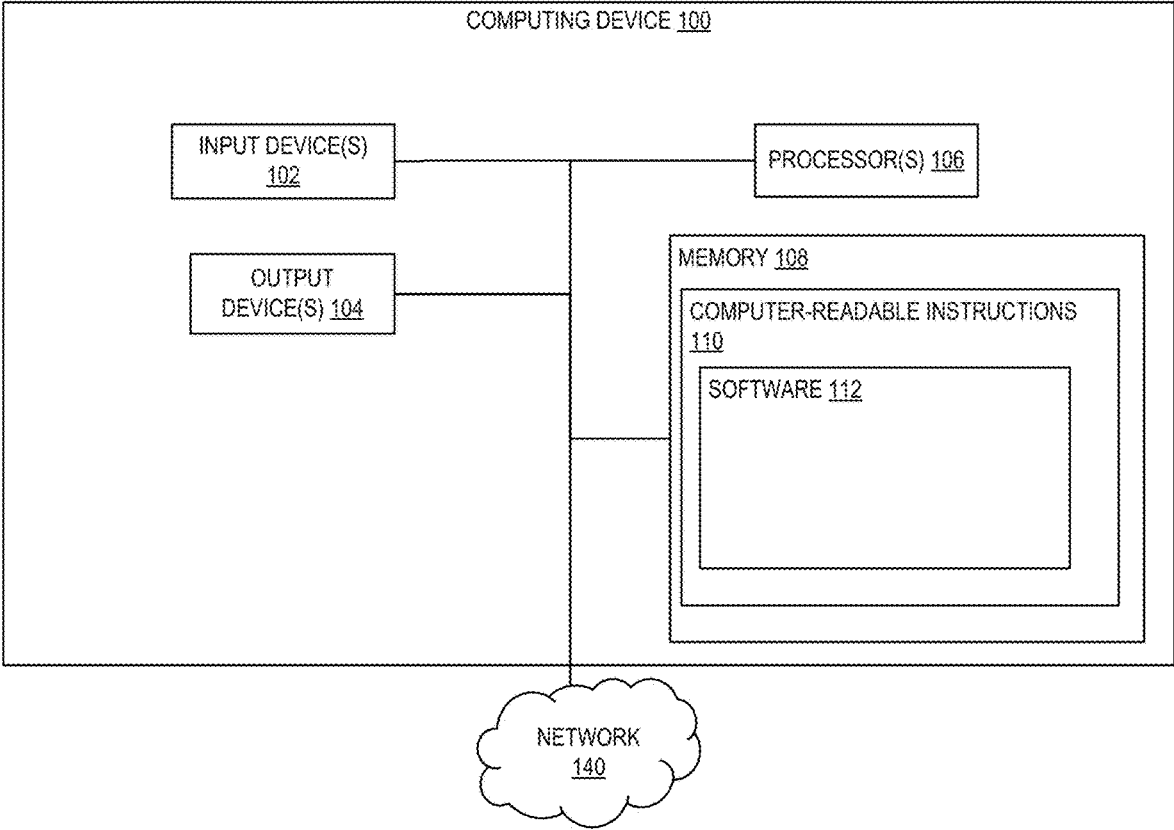 COMPUTING DEVICE 100
INPUT DEVICE(S)
102
PROCESSOR(S) 106
OUTPUT
DEVICE(S) 104
MEMORY 108
COMPUTER-READABLE INSTRUCTIONS
110
SOFTWARE 112
NETWORK
140